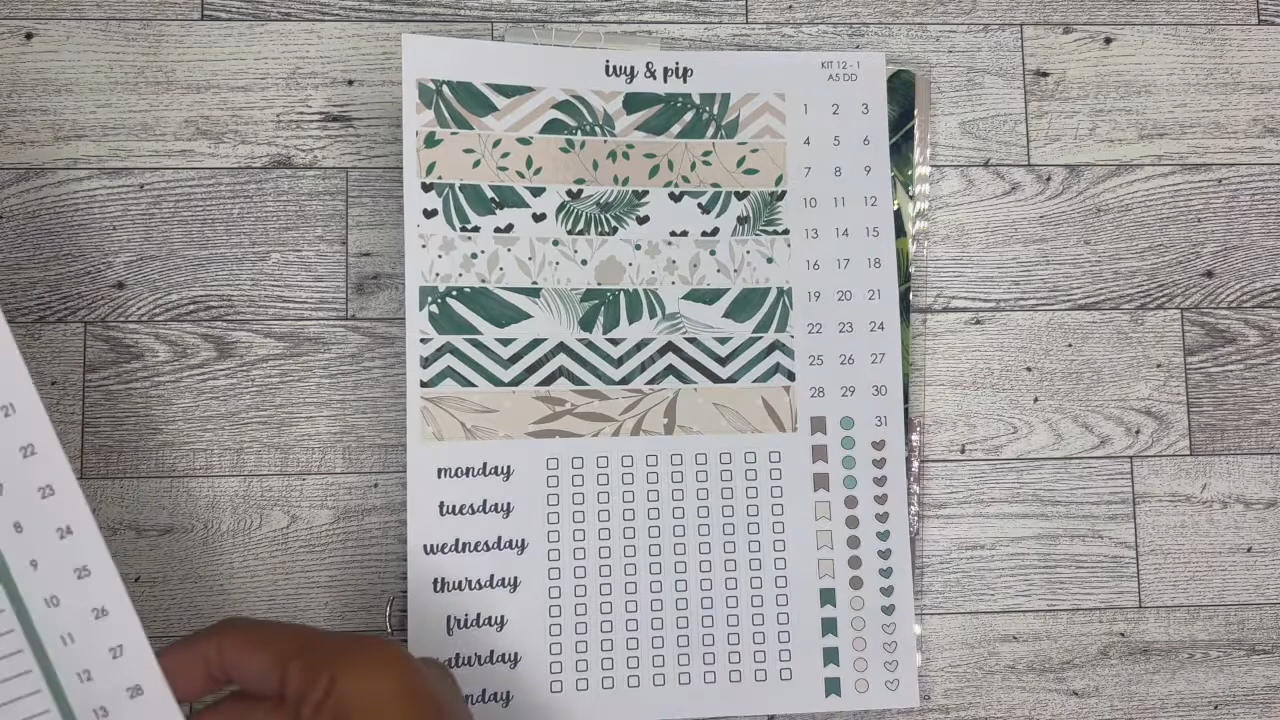 ivy & pip
KIT 12 - 1
A5 DD
1 2 3
4 5 6
7 8 9
10 11 12
13 14 15
16 17 18
19 20 21
22 23 24
25 26 27
28 29 30
31
monday
tuesday
wednesday
thursday
friday
aturday
nday
21
22
23
8 24
9 25
10 26
11 27
12 28
13